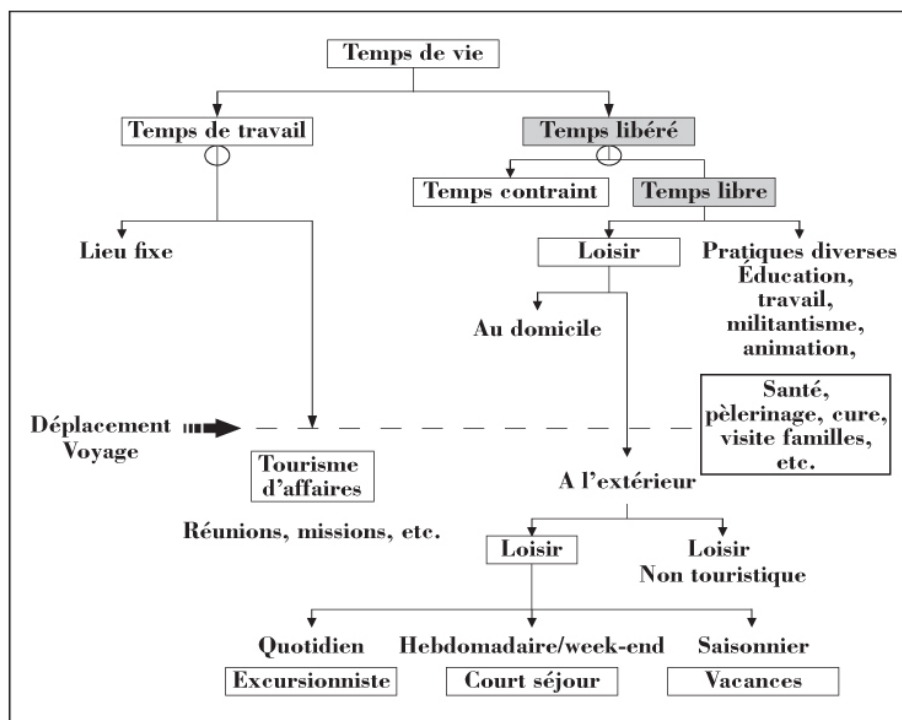 Temps de vie
Temps de travail
Temps libéré
Temps contraint
Temps libre
Lieu fixe
Loisir
Pratiques diverses
Éducation,
travail,
militantisme,
animation,
Au domicile
Santé,
pèlerinage, cure,
visite familles,
etc.
Déplacement
Voyage
Tourisme
d’affaires
A l’extérieur
Réunions, missions, etc.
Loisir
Loisir
Non touristique
Quotidien
Hebdomadaire/week-end
Saisonnier
Excursionniste
Court séjour
Vacances